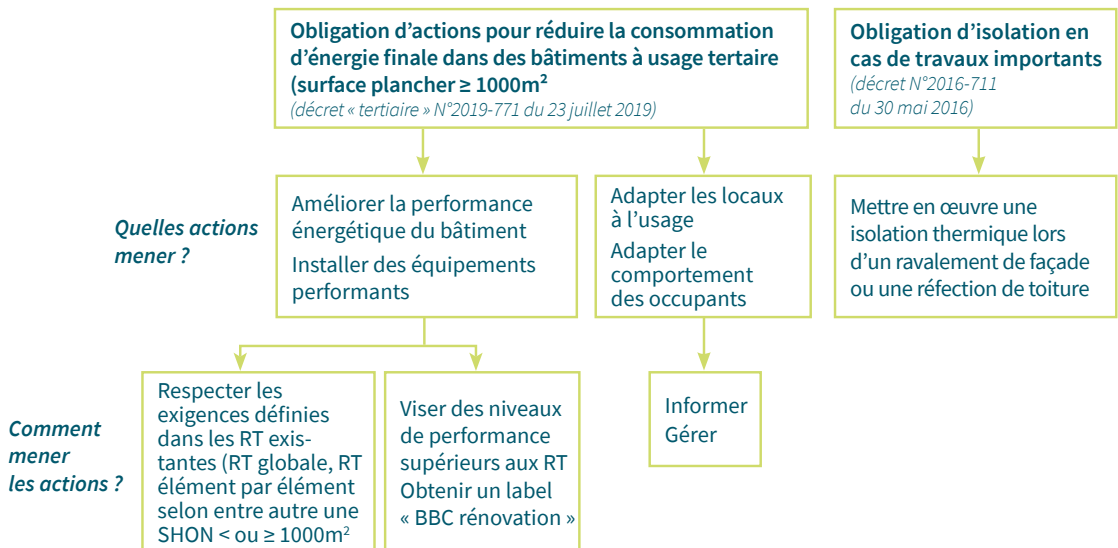 Obligation d’actions pour réduire la consommation
d’énergie finale dans des bâtiments à usage tertaire
(surface plancher ≥ 1000m²
(décret « tertiaire » N°2019-771 du 23 juillet 2019)
Obligation d’isolation en
cas de travaux importants
(décret N°2016-711
du 30 mai 2016)
Quelles actions
mener ?
Améliorer la performance
énergétique du bâtiment
Installer des équipements
performants
Adapter les locaux
à l’usage
Adapter le
comportement
des occupants
Mettre en œuvre une
isolation thermique lors
d’un ravalement de façade
ou une réfection de toiture
Comment
mener
les actions ?
Respecter les
exigences définies
dans les RT exis-
tantes (RT globale, RT
élément par élément
selon entre autre une
SHON < ou ≥ 1000m²
Viser des niveaux
de performance
supérieurs aux RT
Obtenir un label
« BBC rénovation »
Informer
Gérer